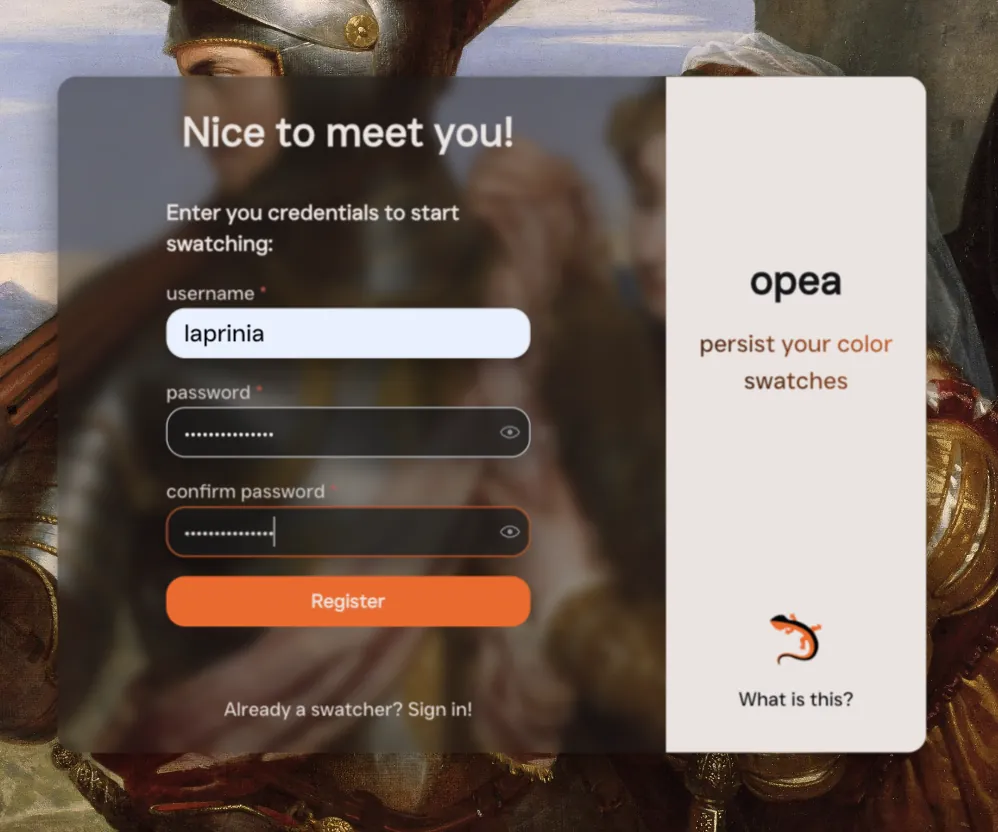 Nice to meet you!
Enter you credentials to start
swatching:
username *
laprinia
password *
•••••••••••••••
confirm password *
•••••••••••••••
Register
Already a swatcher? Sign in!
opea
persist your color
swatches
What is this?